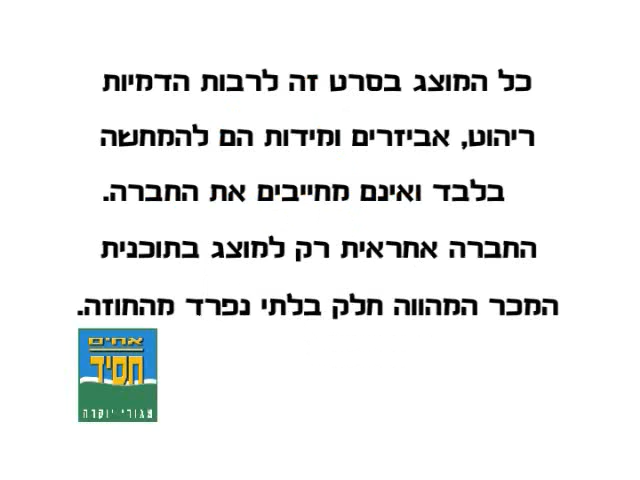 כל המוצג בסרט זה לרבות הדמיות
ריהוט, אביזרים ומידות הם להמחשה
בלבד ואינם מחייבים את החברה.
החברה אחראית רק למוצג בתוכנית
המכר המהווה חלק בלתי נפרד מהחוזה.
אחים
חסיד
מגורי יוקרה